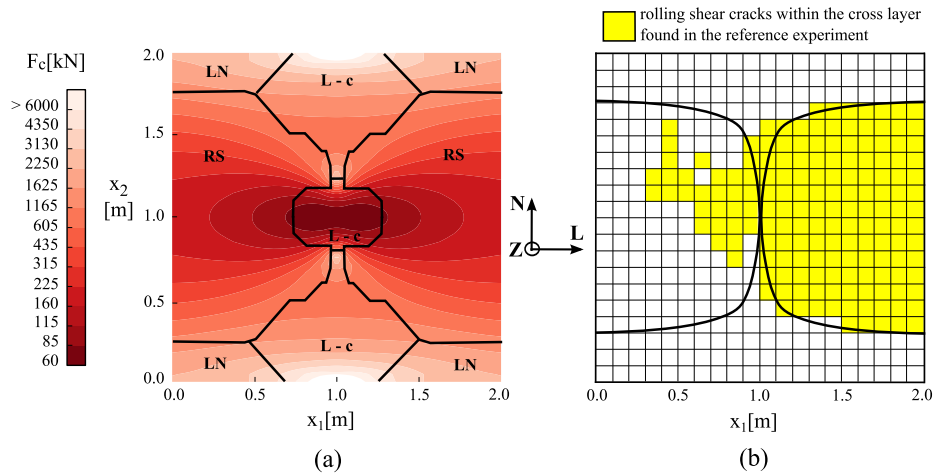 rolling shear cracks within the cross layer
found in the reference experiment
Fc[kN]
> 6000
4350
3130
2250
1625
1165
840
605
435
315
225
160
115
85
60
x2
[m]
2.0
1.5
1.0
0.5
0.0
LN
L - c
LN
RS
RS
L - c
LN
L - c
LN
0.0
0.5
1.0
1.5
2.0
x1[m]
(a)
N
Z
L
0.0
0.5
1.0
1.5
2.0
x1[m]
(b)